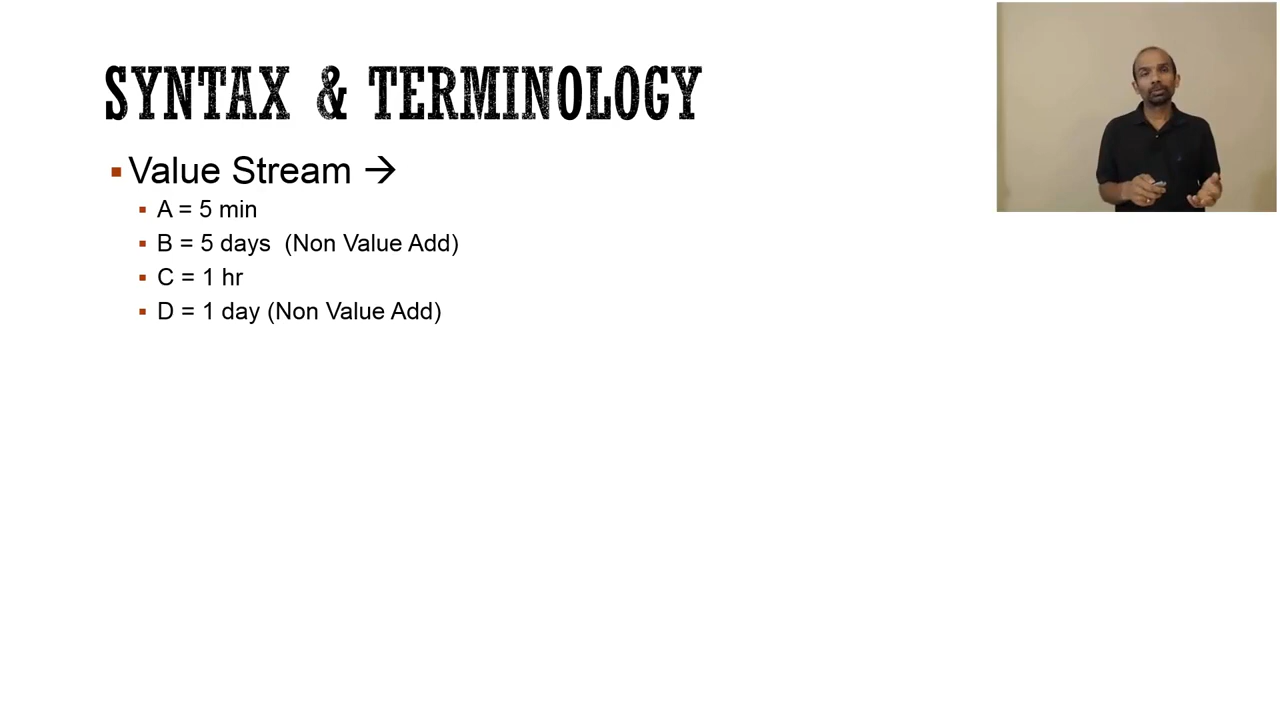 SYNTAX & TERMINOLOGY
▪ Value Stream →
▪ A = 5 min
▪ B = 5 days (Non Value Add)
▪ C = 1 hr
▪ D = 1 day (Non Value Add)